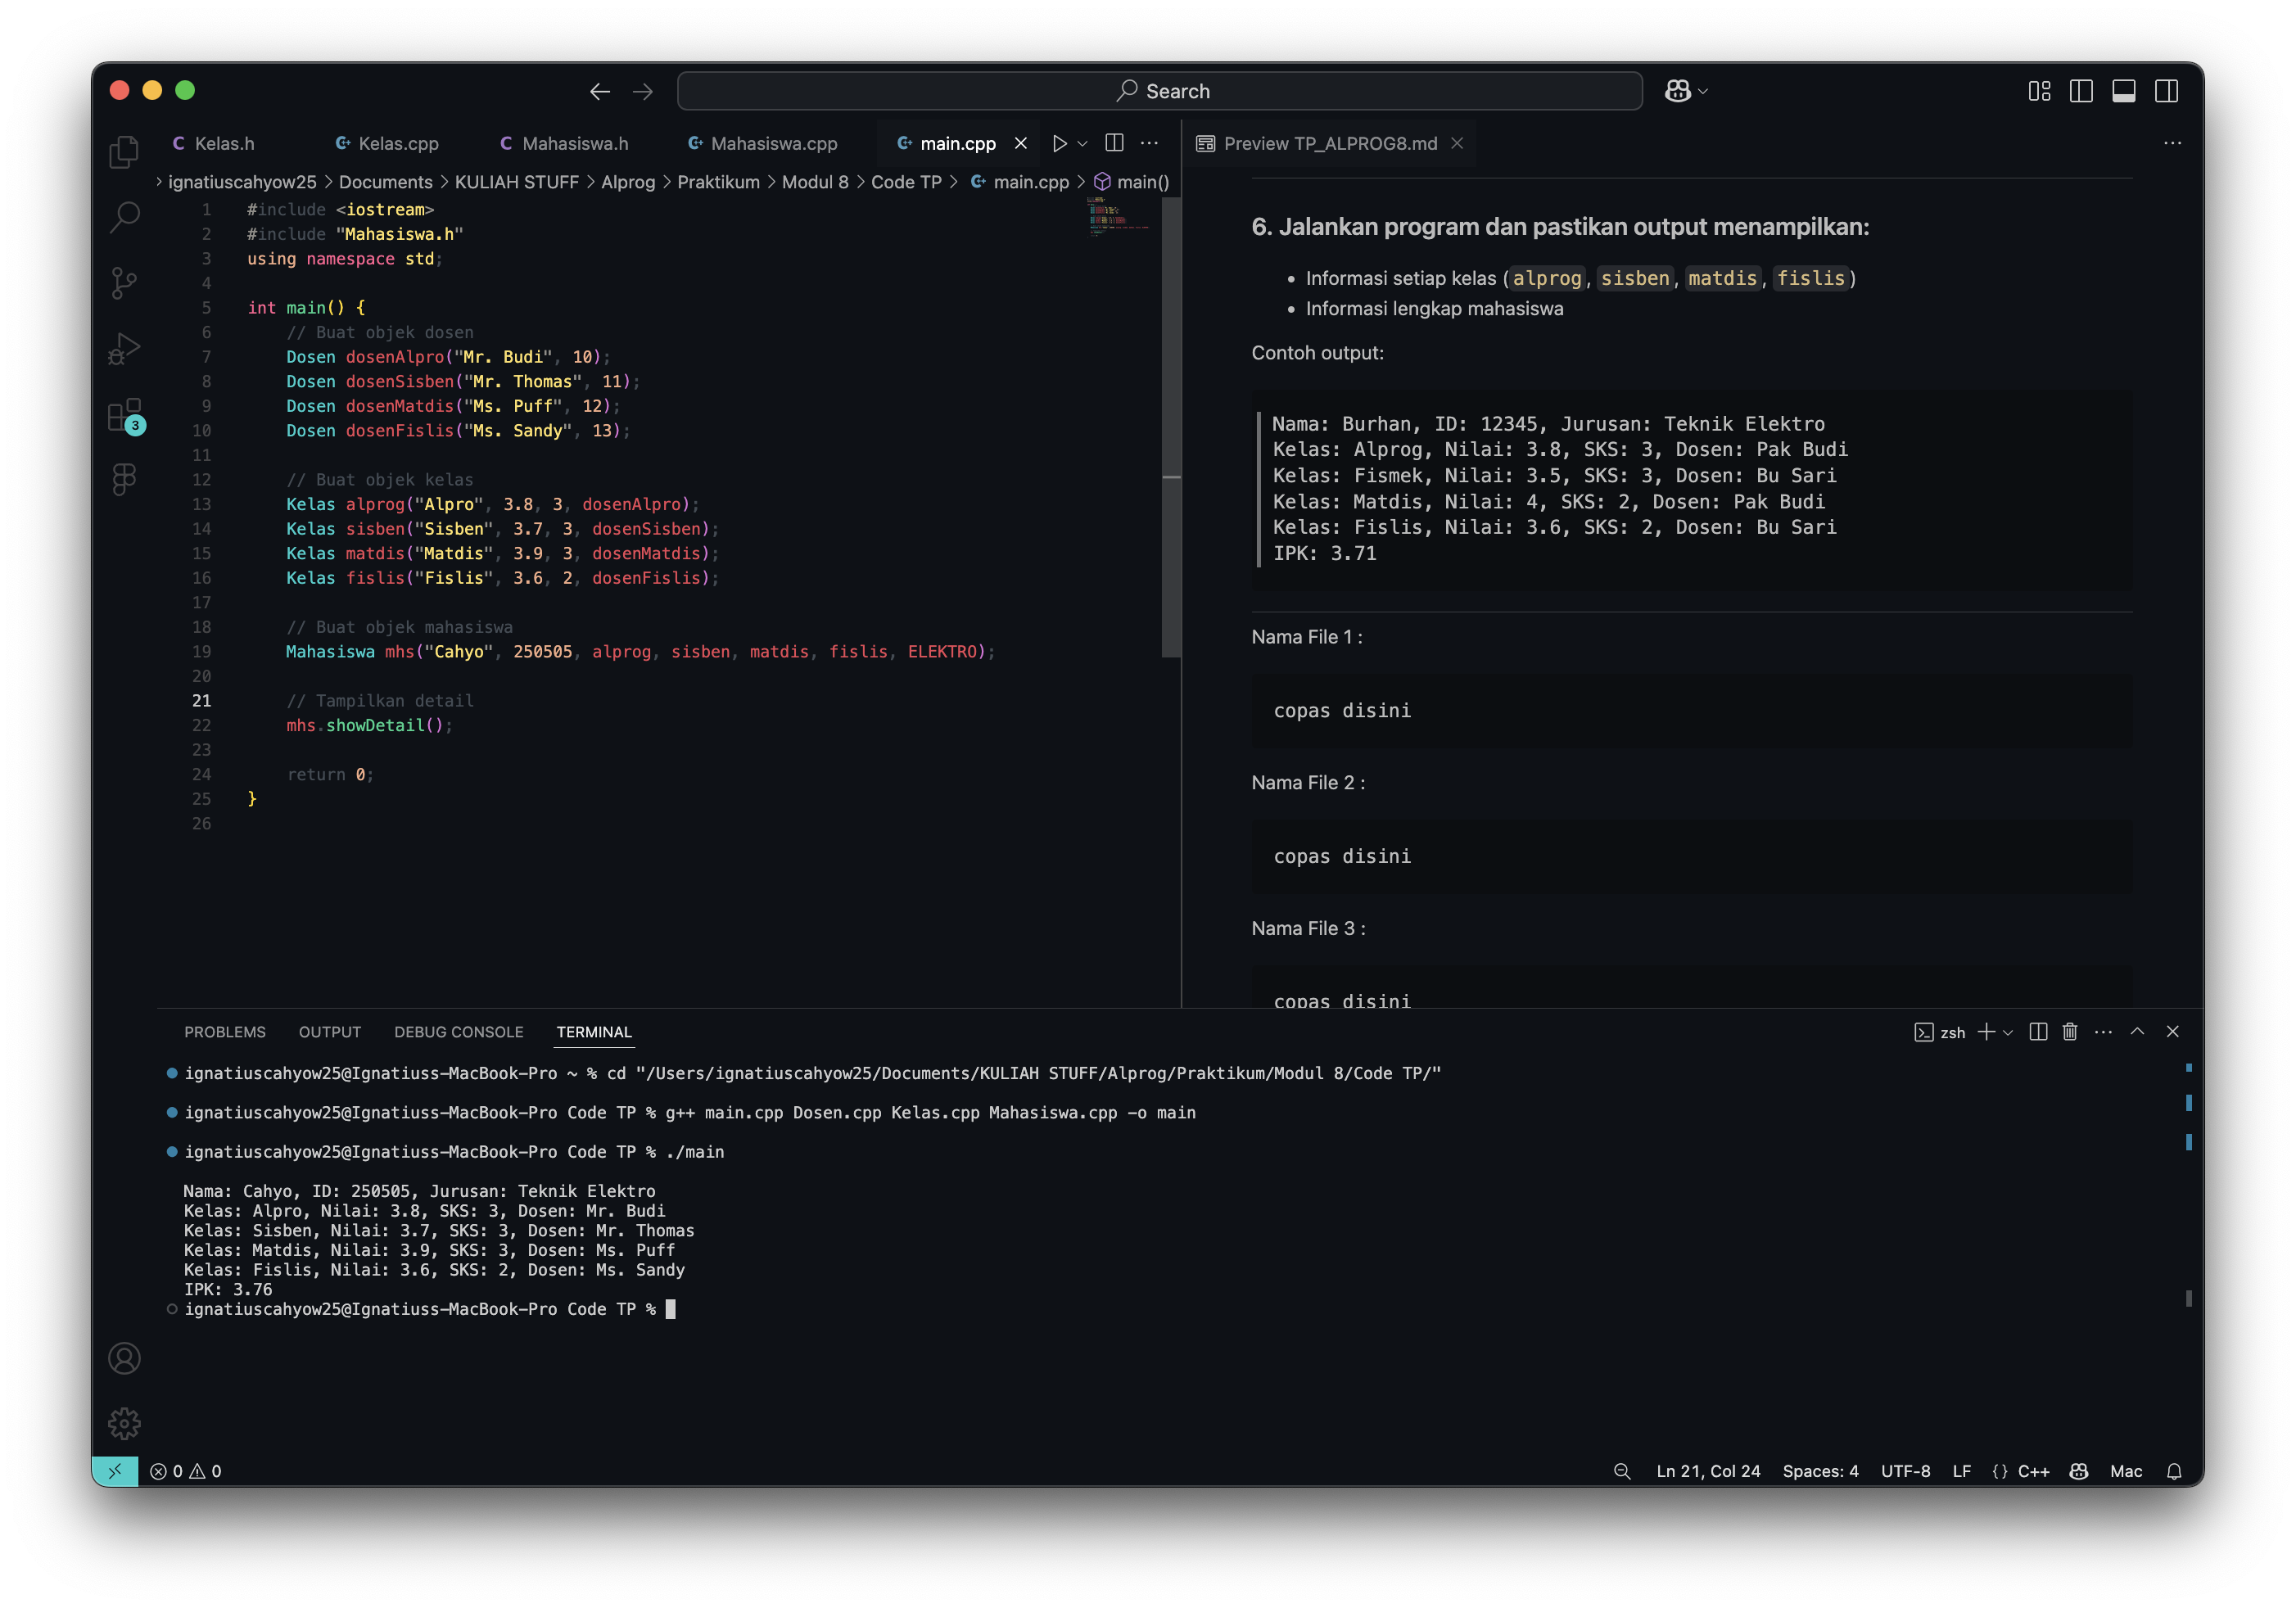 Search
Kelas.h
Kelas.cpp
Mahasiswa.h
Mahasiswa.cpp
main.cpp
ignatiuscahyow25 > Documents > KULIAH STUFF > Alprog > Praktikum > Modul 8 > Code TP > main.cpp > main()
1 #include <iostream>
2 #include "Mahasiswa.h"
3 using namespace std;
4
5 int main() {
6     // Buat objek dosen
7     Dosen dosenAlpro("Mr. Budi", 10);
8     Dosen dosenSisben("Mr. Thomas", 11);
9     Dosen dosenMatdis("Ms. Puff", 12);
10     Dosen dosenFislis("Ms. Sandy", 13);
11
12     // Buat objek kelas
13     Kelas alprog("Alpro", 3.8, 3, dosenAlpro);
14     Kelas sisben("Sisben", 3.7, 3, dosenSisben);
15     Kelas matdis("Matdis", 3.9, 3, dosenMatdis);
16     Kelas fislis("Fislis", 3.6, 2, dosenFislis);
17
18     // Buat objek mahasiswa
19     Mahasiswa mhs("Cahyo", 250505, alprog, sisben, matdis, fislis, ELEKTRO);
20
21     // Tampilkan detail
22     mhs.showDetail();
23
24     return 0;
25 }
26
Preview TP_ALPROG8.md
6. Jalankan program dan pastikan output menampilkan:
• Informasi setiap kelas (alprog, sisben, matdis, fislis)
• Informasi lengkap mahasiswa
Contoh output:
Nama: Burhan, ID: 12345, Jurusan: Teknik Elektro
Kelas: Alprog, Nilai: 3.8, SKS: 3, Dosen: Pak Budi
Kelas: Fismek, Nilai: 3.5, SKS: 3, Dosen: Bu Sari
Kelas: Matdis, Nilai: 4, SKS: 2, Dosen: Pak Budi
Kelas: Fislis, Nilai: 3.6, SKS: 2, Dosen: Bu Sari
IPK: 3.71
Nama File 1 :
copas disini
Nama File 2 :
copas disini
Nama File 3 :
copas disini
3
PROBLEMS OUTPUT DEBUG CONSOLE TERMINAL
zsh
ignatiuscahyow25@Ignatiuss-MacBook-Pro ~ % cd "/Users/ignatiuscahyow25/Documents/KULIAH STUFF/Alprog/Praktikum/Modul 8/Code TP/"
ignatiuscahyow25@Ignatiuss-MacBook-Pro Code TP % g++ main.cpp Dosen.cpp Kelas.cpp Mahasiswa.cpp -o main
ignatiuscahyow25@Ignatiuss-MacBook-Pro Code TP % ./main
Nama: Cahyo, ID: 250505, Jurusan: Teknik Elektro
Kelas: Alpro, Nilai: 3.8, SKS: 3, Dosen: Mr. Budi
Kelas: Sisben, Nilai: 3.7, SKS: 3, Dosen: Mr. Thomas
Kelas: Matdis, Nilai: 3.9, SKS: 3, Dosen: Ms. Puff
Kelas: Fislis, Nilai: 3.6, SKS: 2, Dosen: Ms. Sandy
IPK: 3.76
ignatiuscahyow25@Ignatiuss-MacBook-Pro Code TP %
0 0
Ln 21, Col 24 Spaces: 4 UTF-8 LF {} C++ Mac